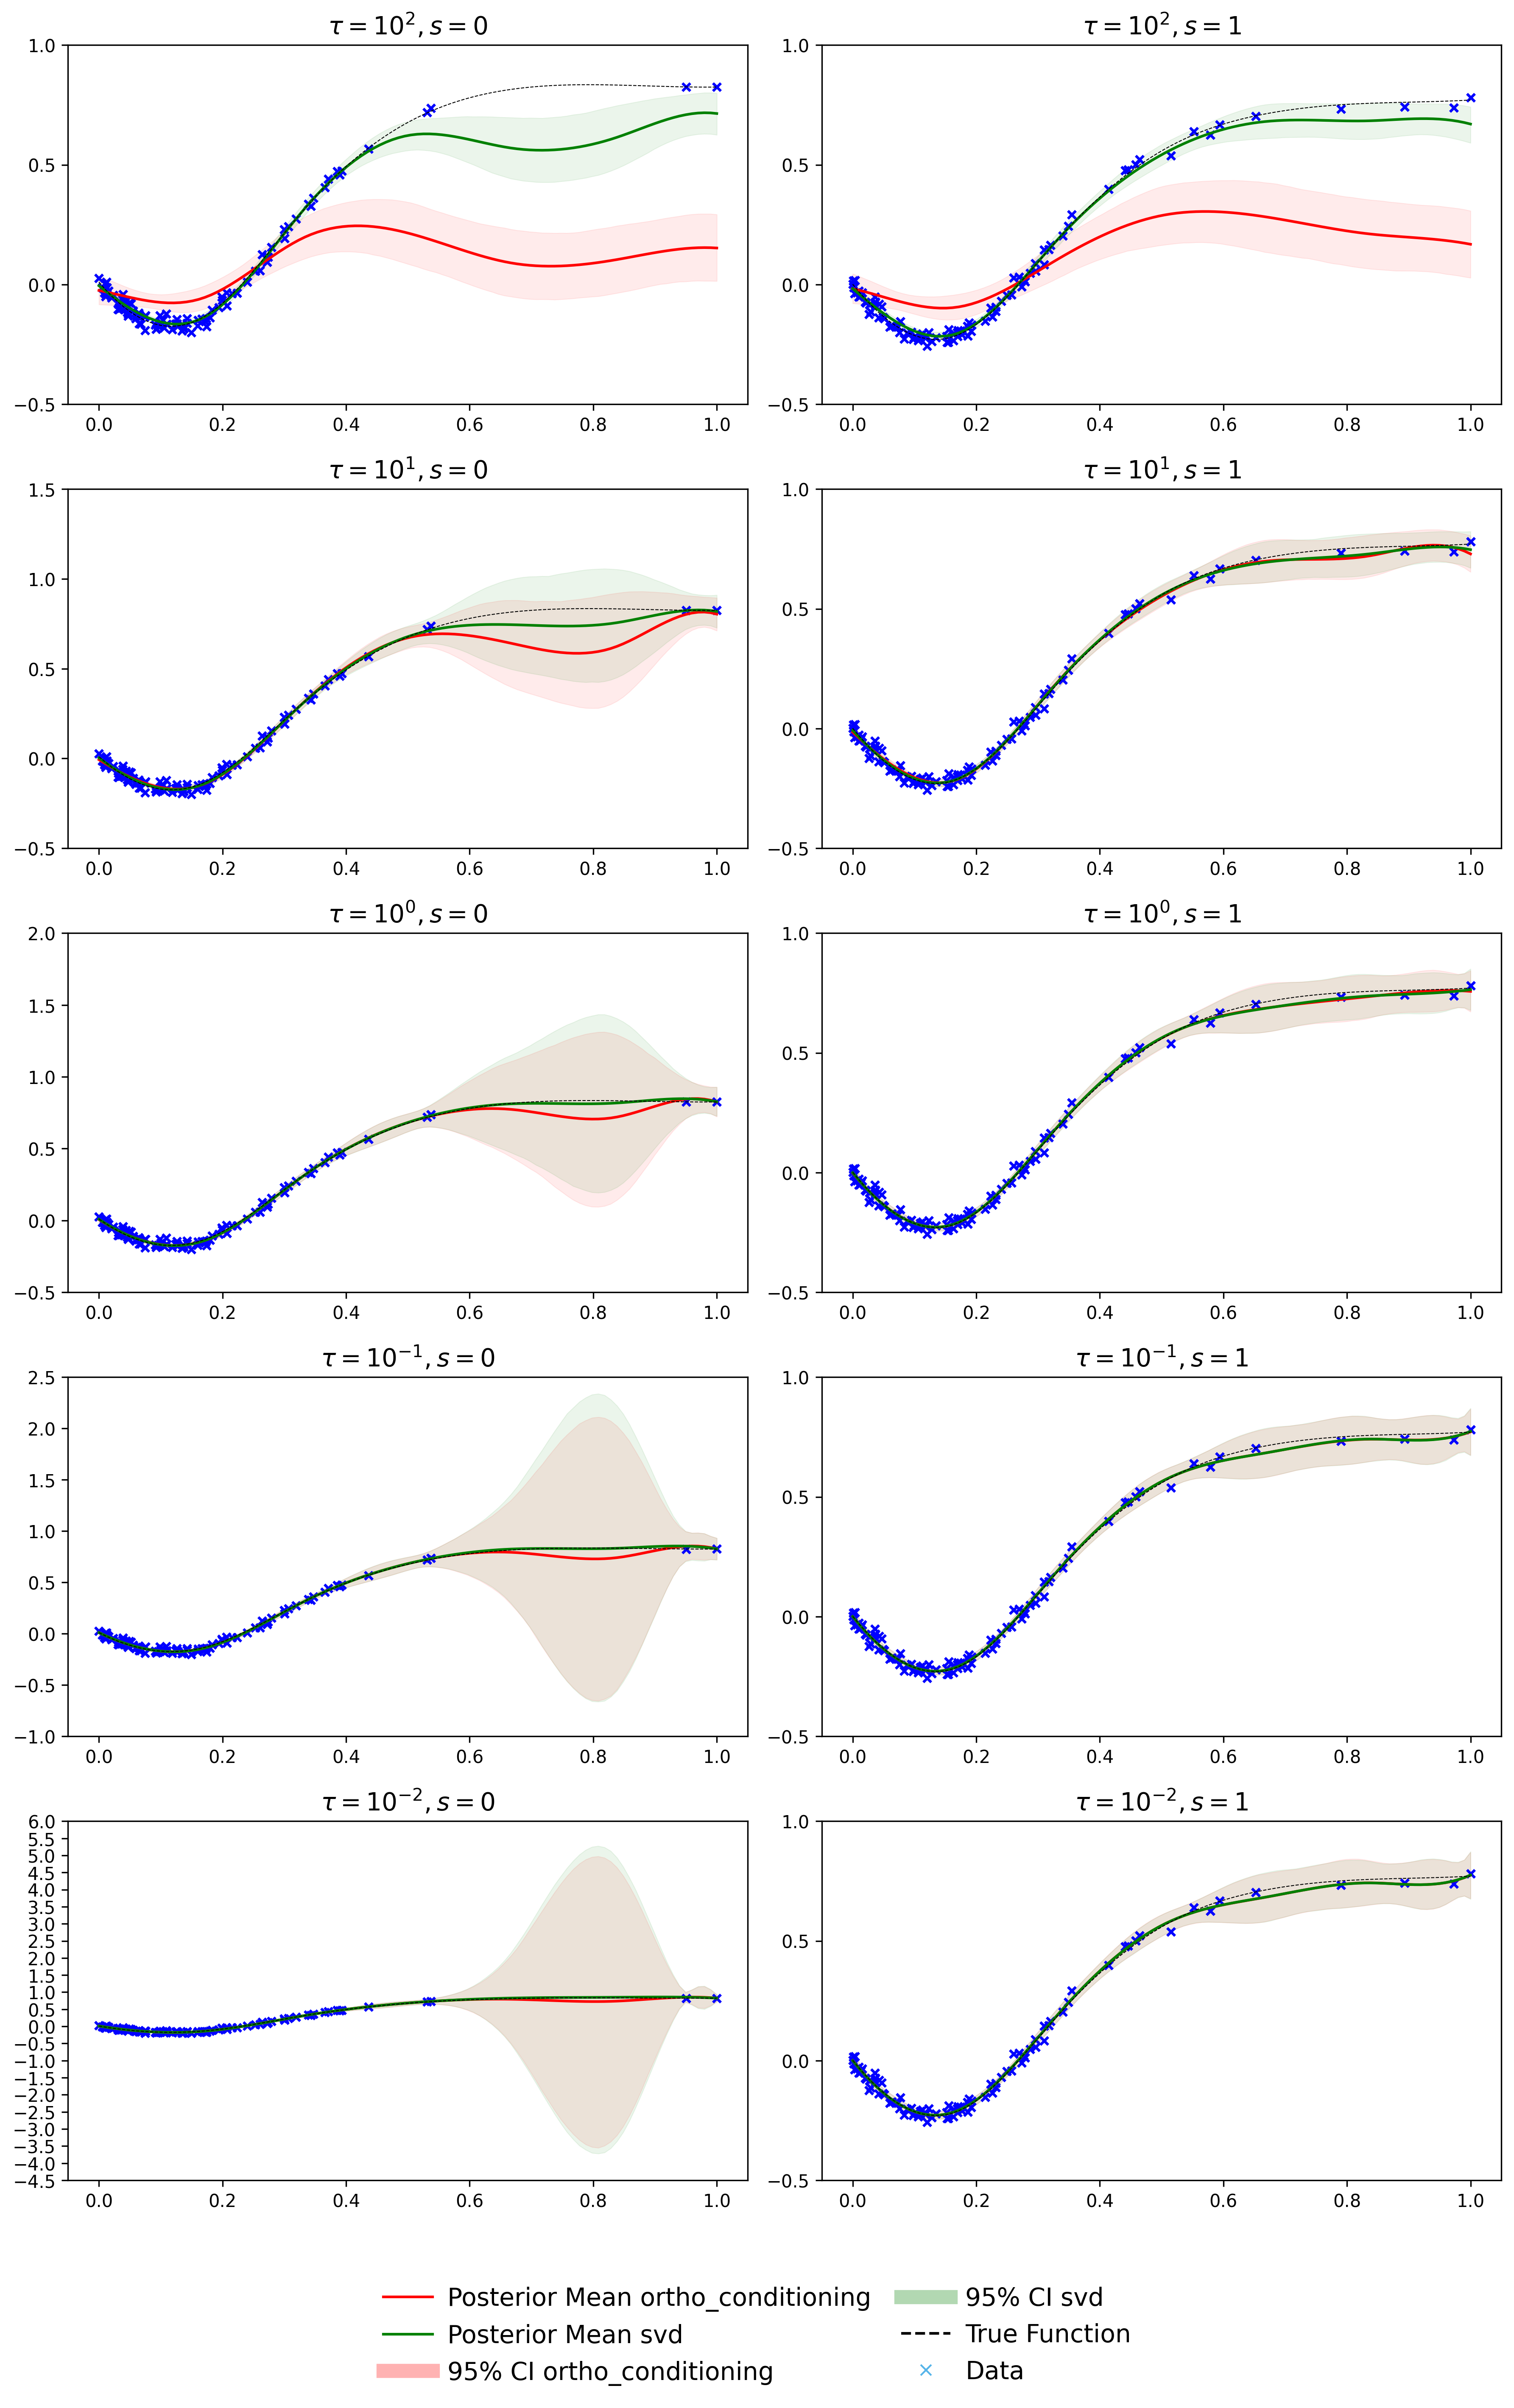 τ = 10², s = 0
1.0
0.5
0.0
−0.5
0.0 0.2 0.4 0.6 0.8 1.0
τ = 10², s = 1
1.0
0.5
0.0
−0.5
0.0 0.2 0.4 0.6 0.8 1.0
τ = 10¹, s = 0
1.5
1.0
0.5
0.0
−0.5
0.0 0.2 0.4 0.6 0.8 1.0
τ = 10¹, s = 1
1.0
0.5
0.0
−0.5
0.0 0.2 0.4 0.6 0.8 1.0
τ = 10⁰, s = 0
2.0
1.5
1.0
0.5
0.0
−0.5
0.0 0.2 0.4 0.6 0.8 1.0
τ = 10⁰, s = 1
1.0
0.5
0.0
−0.5
0.0 0.2 0.4 0.6 0.8 1.0
τ = 10⁻¹, s = 0
2.5
2.0
1.5
1.0
0.5
0.0
−0.5
−1.0
0.0 0.2 0.4 0.6 0.8 1.0
τ = 10⁻¹, s = 1
1.0
0.5
0.0
−0.5
0.0 0.2 0.4 0.6 0.8 1.0
τ = 10⁻², s = 0
6.0
5.5
5.0
4.5
4.0
3.5
3.0
2.5
2.0
1.5
1.0
0.5
0.0
−0.5
−1.0
−1.5
−2.0
−2.5
−3.0
−3.5
−4.0
−4.5
0.0 0.2 0.4 0.6 0.8 1.0
τ = 10⁻², s = 1
1.0
0.5
0.0
−0.5
0.0 0.2 0.4 0.6 0.8 1.0
Posterior Mean ortho_conditioning
Posterior Mean svd
95% CI ortho_conditioning
95% CI svd
True Function
Data